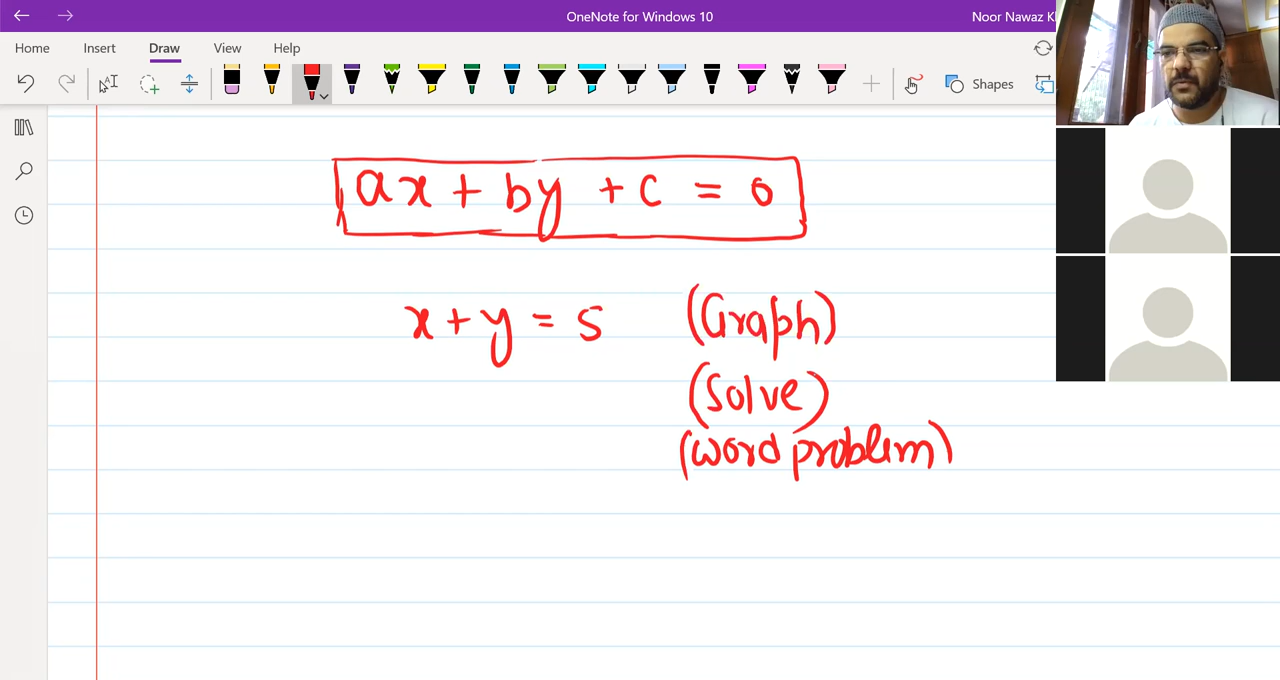 OneNote for Windows 10
Noor Nawaz Kh
Home Insert Draw View Help
Shapes
ax + by + c = 0
x + y = 5 (Graph)
(Solve)
(word problem)